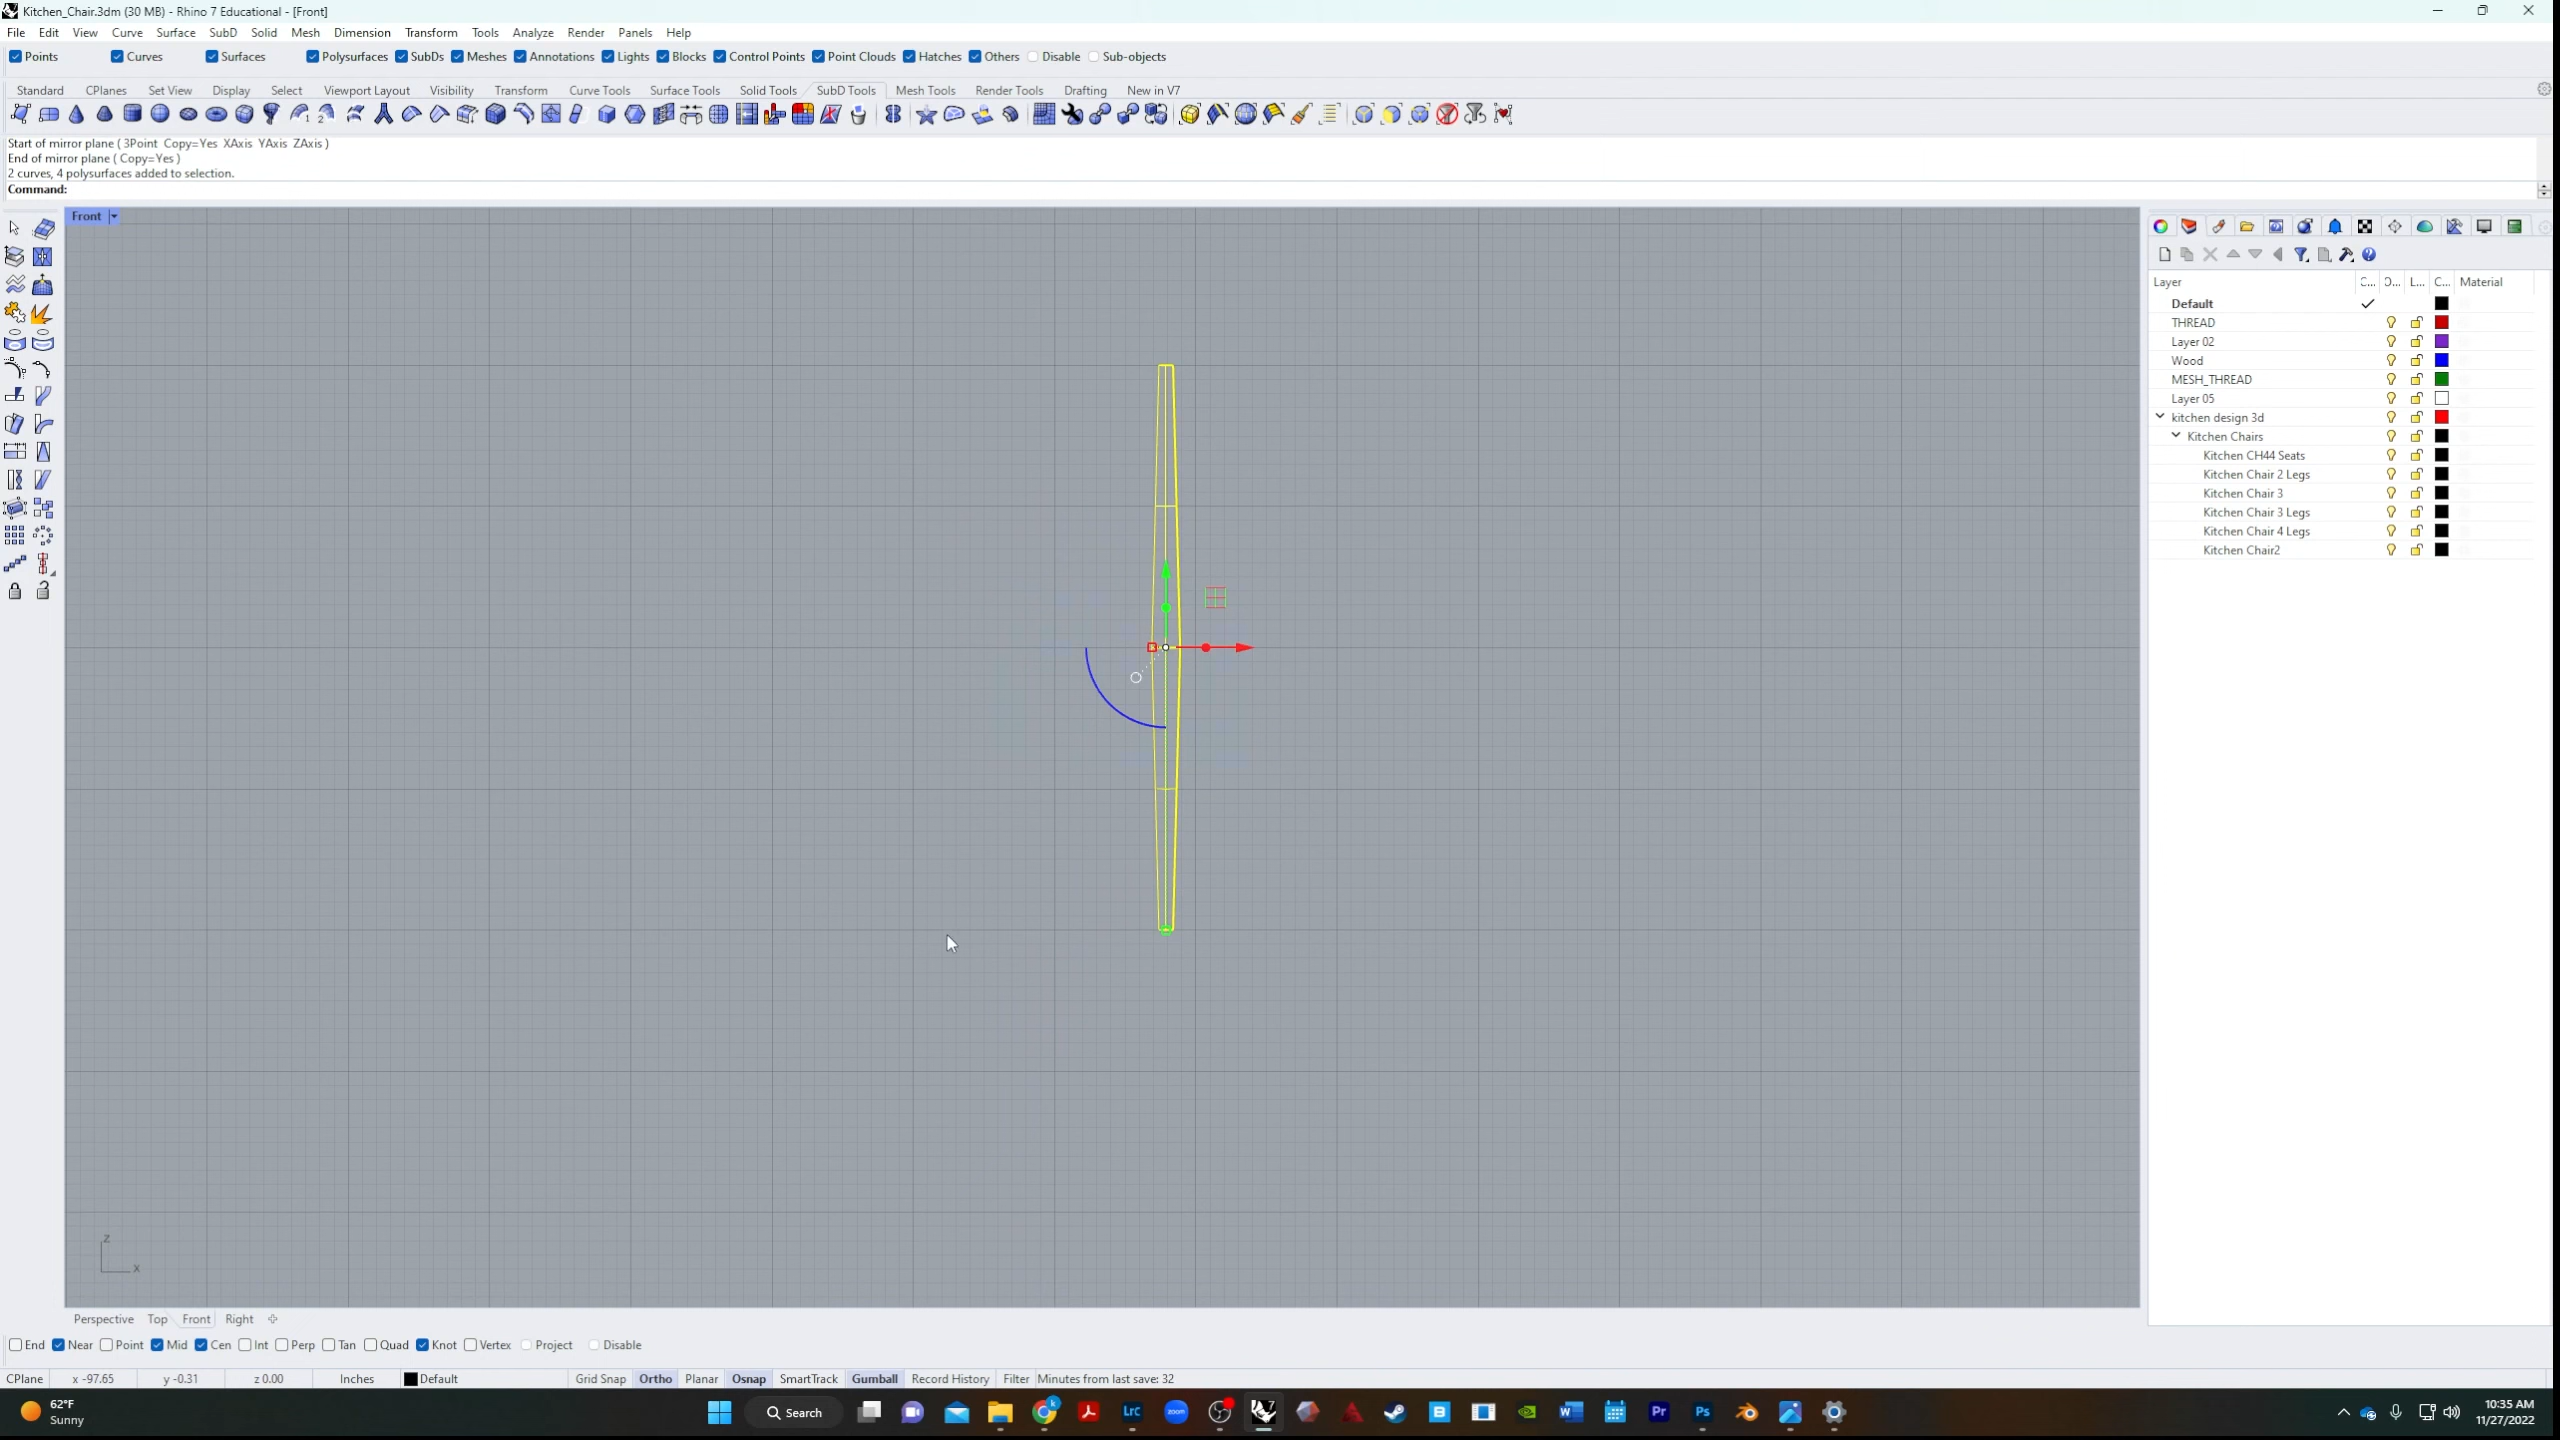 Kitchen_Chair.3dm (30 MB) - Rhino 7 Educational - [Front]
File Edit View Curve Surface SubD Solid Mesh Dimension Transform Tools Analyze Render Panels Help
Points Curves Surfaces Polysurfaces SubDs Meshes Annotations Lights Blocks Control Points Point Clouds Hatches Others Disable Sub-objects
Standard CPlanes Set View Display Select Viewport Layout Visibility Transform Curve Tools Surface Tools Solid Tools SubD Tools Mesh Tools Render Tools Drafting New in V7
Start of mirror plane ( 3Point Copy=Yes XAxis YAxis ZAxis )
End of mirror plane ( Copy=Yes )
2 curves, 4 polysurfaces added to selection.
Command:
Front
Layer C... O... L... C... Material
Default
THREAD
Layer 02
Wood
MESH_THREAD
Layer 05
kitchen design 3d
Kitchen Chairs
Kitchen CH44 Seats
Kitchen Chair 2 Legs
Kitchen Chair 3
Kitchen Chair 3 Legs
Kitchen Chair 4 Legs
Kitchen Chair2
z
x
Perspective Top Front Right
End Near Point Mid Cen Int Perp Tan Quad Knot Vertex Project Disable
CPlane x -97.65 y -0.31 z 0.00 Inches Default Grid Snap Ortho Planar Osnap SmartTrack Gumball Record History Filter Minutes from last save: 32
62°F
Sunny
Search
k
Lrc
zoom
7
B
W
Pr
Ps
10:35 AM
11/27/2022